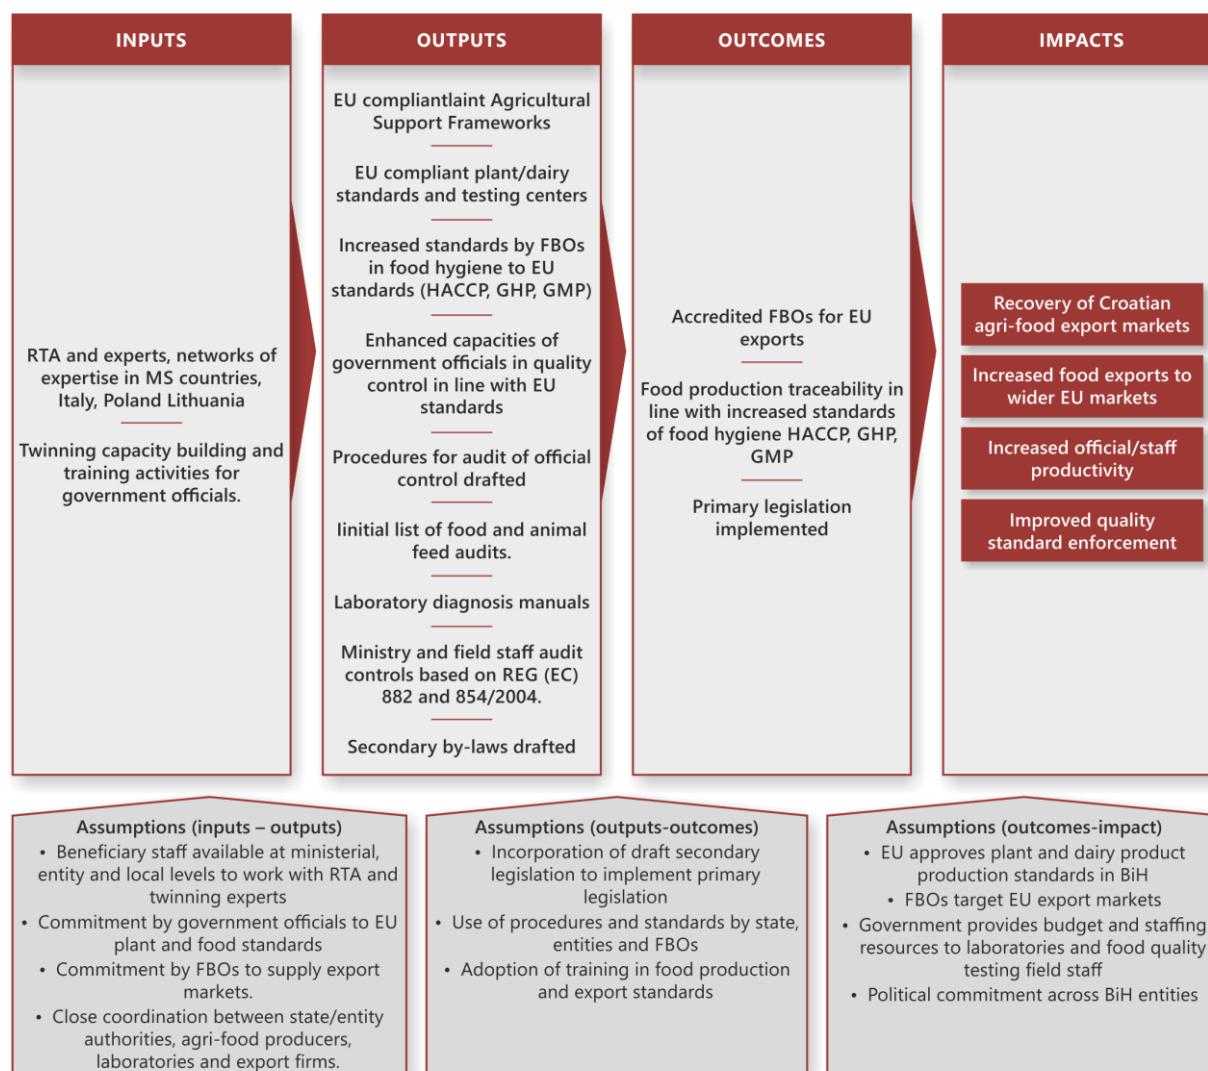 INPUTS
RTA and experts, networks of
expertise in MS countries,
Italy, Poland Lithuania
Twinning capacity building and
training activities for
government officials.
OUTPUTS
EU compliantlaint Agricultural
Support Frameworks
EU compliant plant/dairy
standards and testing centers
Increased standards by FBOs
in food hygiene to EU
standards (HACCP, GHP, GMP)
Enhanced capacities of
government officials in quality
control in line with EU
standards
Procedures for audit of official
control drafted
Iinitial list of food and animal
feed audits.
Laboratory diagnosis manuals
Ministry and field staff audit
controls based on REG (EC)
882 and 854/2004.
Secondary by-laws drafted
OUTCOMES
Accredited FBOs for EU
exports
Food production traceability in
line with increased standards
of food hygiene HACCP, GHP,
GMP
Primary legislation
implemented
IMPACTS
Recovery of Croatian
agri-food export markets
Increased food exports to
wider EU markets
Increased official/staff
productivity
Improved quality
standard enforcement
Assumptions (inputs – outputs)
• Beneficiary staff available at ministerial,
entity and local levels to work with RTA and
twinning experts
• Commitment by government officials to EU
plant and food standards
• Commitment by FBOs to supply export
markets.
• Close coordination between state/entity
authorities, agri-food producers,
laboratories and export firms.
Assumptions (outputs-outcomes)
• Incorporation of draft secondary
legislation to implement primary
legislation
• Use of procedures and standards by state,
entities and FBOs
• Adoption of training in food production
and export standards
Assumptions (outcomes-impact)
• EU approves plant and dairy product
production standards in BiH
• FBOs target EU export markets
• Government provides budget and staffing
resources to laboratories and food quality
testing field staff
• Political commitment across BiH entities